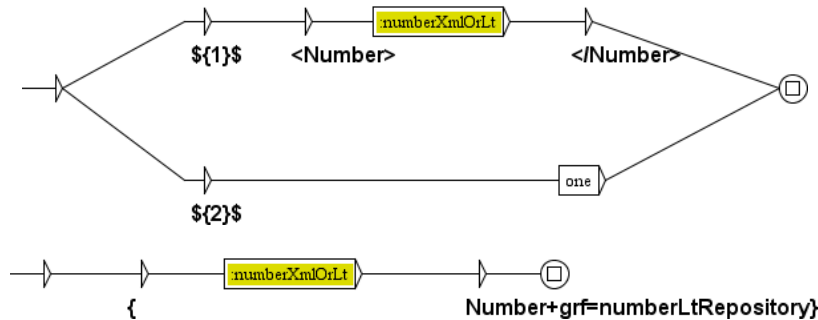 :numberXmlOrLt
${1}$ <Number> </Number>
one
${2}$
:numberXmlOrLt
{ Number+grf=numberLtRepository}